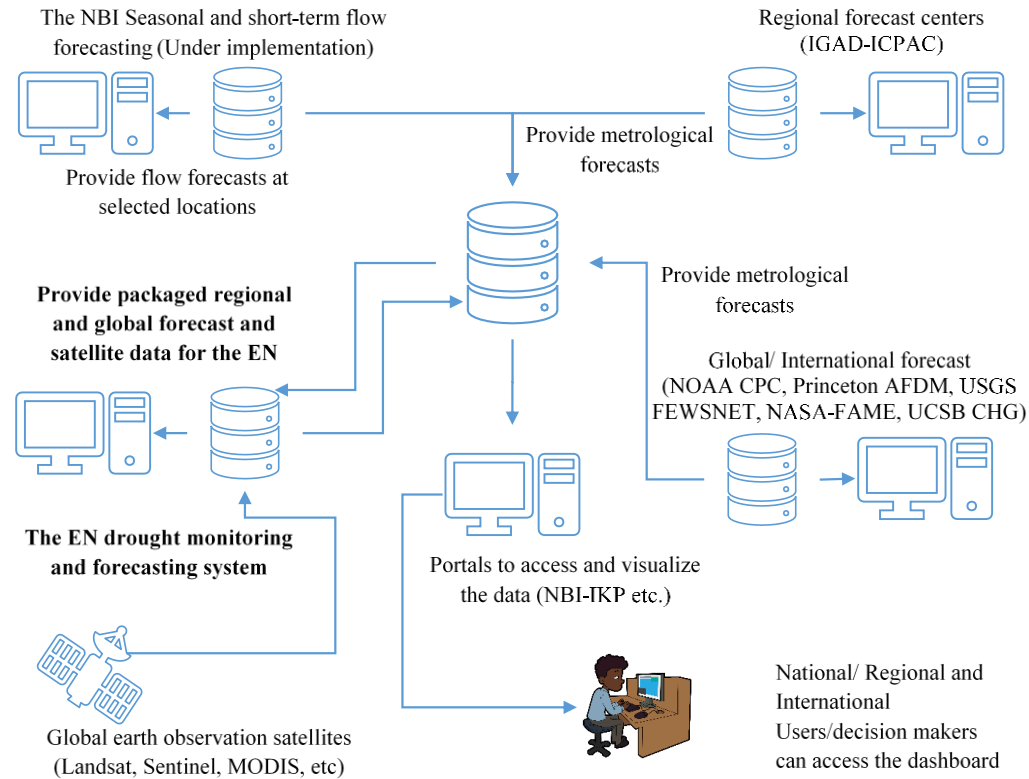 The NBI Seasonal and short-term flow
forecasting (Under implementation)
Regional forecast centers
(IGAD-ICPAC)
Provide metrological
forecasts
Provide flow forecasts at
selected locations
Provide packaged regional
and global forecast and
satellite data for the EN
Provide metrological
forecasts
Global/ International forecast
(NOAA CPC, Princeton AFDM, USGS
FEWSNET, NASA-FAME, UCSB CHG)
The EN drought monitoring
and forecasting system
Portals to access and visualize
the data (NBI-IKP etc.)
Global earth observation satellites
(Landsat, Sentinel, MODIS, etc)
National/ Regional and
International
Users/decision makers
can access the dashboard